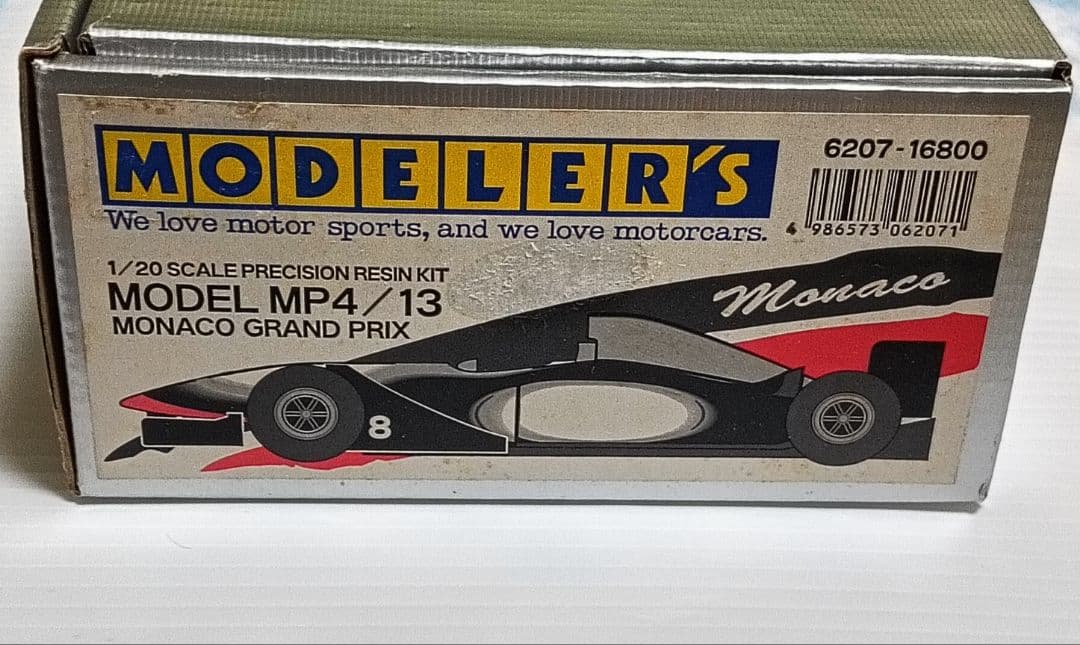 MODELER'S
We love motor sports, and we love motorcars.
6207-16800
4 986573 062071
1/20 SCALE PRECISION RESIN KIT
MODEL MP4/13
MONACO GRAND PRIX
Monaco
8